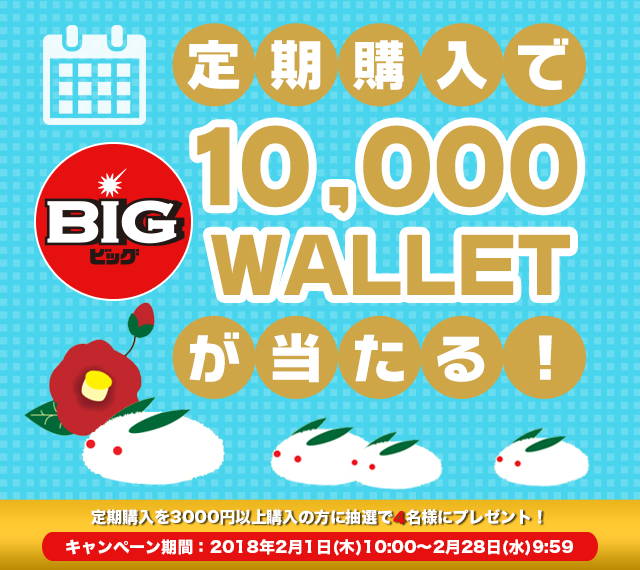 定期購入で
10,000
WALLET
BIG
ビッグ
が当たる！
定期購入を3000円以上購入の方に抽選で4名様にプレゼント！
キャンペーン期間：2018年2月1日(木)10:00～2月28日(水)9:59